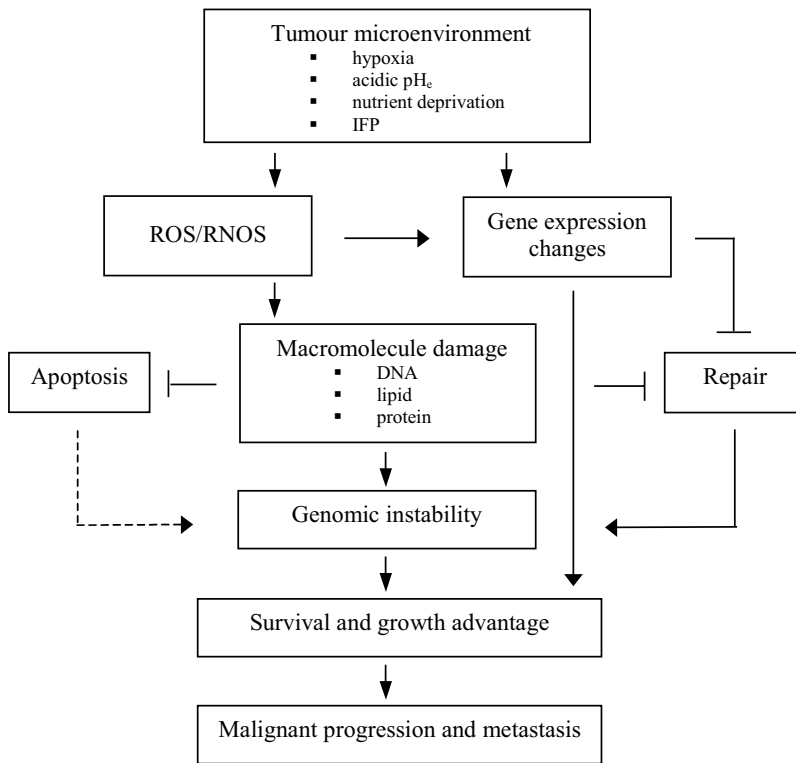 Tumour microenvironment
▪ hypoxia
▪ acidic pHₑ
▪ nutrient deprivation
▪ IFP
ROS/RNOS
Gene expression
changes
Macromolecule damage
▪ DNA
▪ lipid
▪ protein
Apoptosis
Repair
Genomic instability
Survival and growth advantage
Malignant progression and metastasis